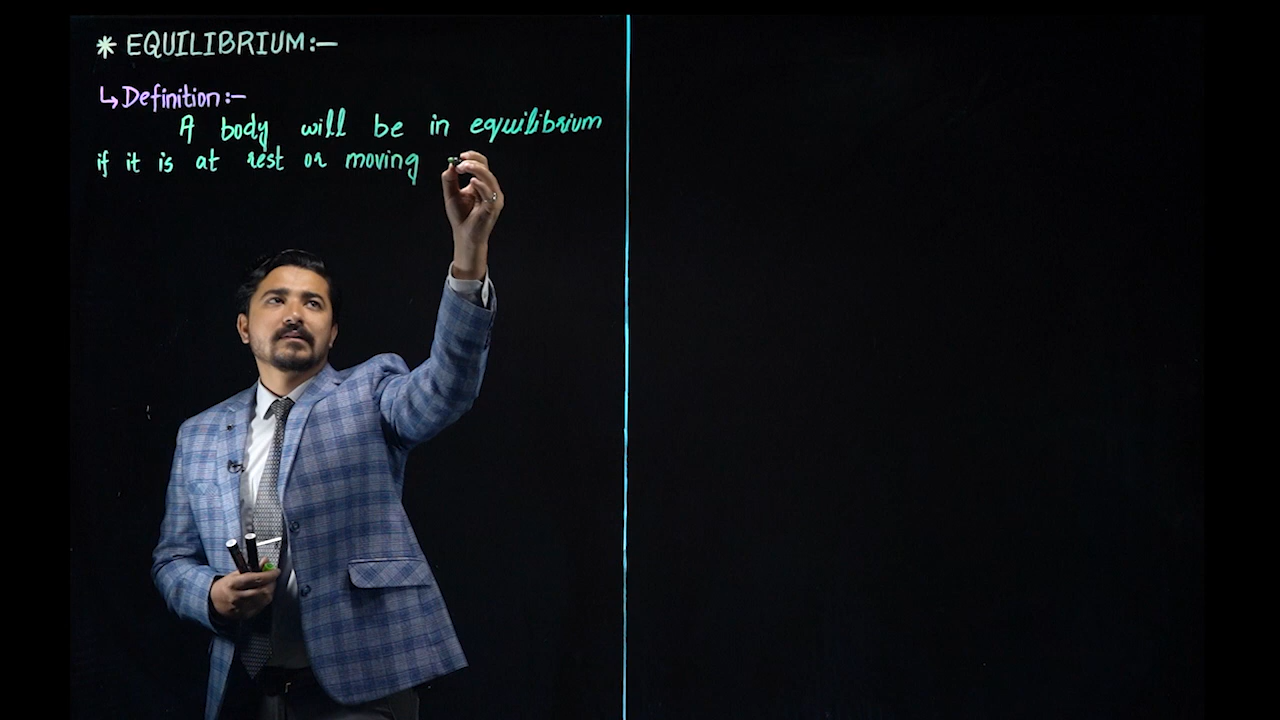 * EQUILIBRIUM:-
↳ Definition:-
A body will be in equilibrium
if it is at rest or moving